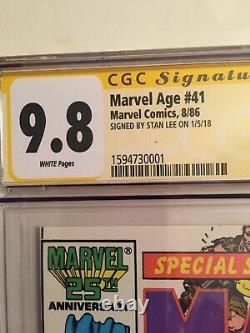 CGC Signatu
9.8
WHITE Pages
Marvel Age #41
Marvel Comics, 8/86
SIGNED BY STAN LEE ON 1/5/18
1594730001
MARVEL®
25TH
ANNIVERS
SPECIAL S
M